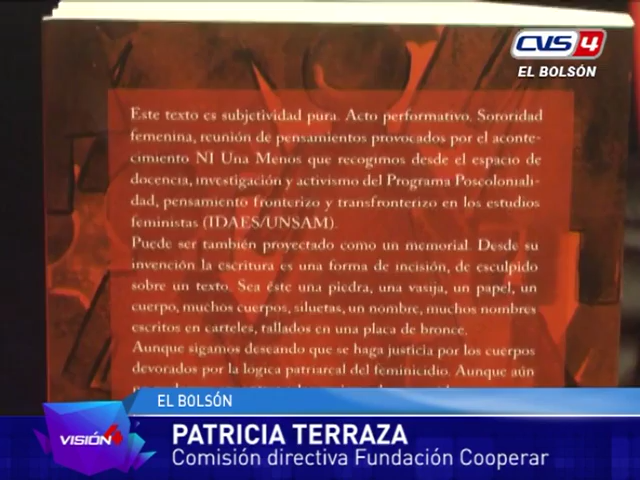 CVS 4
EL BOLSÓN
Este texto es subjetividad pura. Acto performativo. Sororidad
femenina, reunión de pensamientos provocados por el aconte-
cimiento NI Una Menos que recogimos desde el espacio de
docencia, investigación y activismo del Programa Poscoloniali-
dad, pensamiento fronterizo y transfronterizo en los estudios
feministas (IDAES/UNSAM).
Puede ser también proyectado como un memorial. Desde su
invención la escritura es una forma de incisión, de esculpido
sobre un texto. Sea éste una piedra, una vasija, un papel, un
cuerpo, muchos cuerpos, siluetas, un nombre, muchos nombres
escritos en carteles, tallados en una placa de bronce.
Aunque sigamos deseando que se haga justicia por los cuerpos
devorados por la lógica patriarcal del feminicidio. Aunque aún
EL BOLSÓN
VISIÓN 4
PATRICIA TERRAZA
Comisión directiva Fundación Cooperar